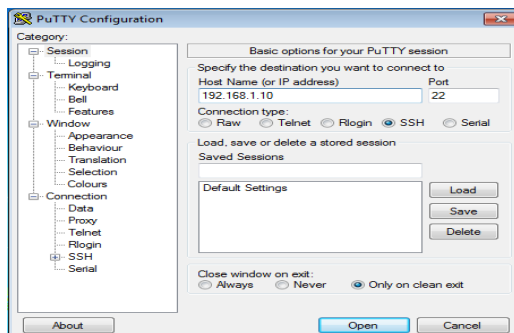 PuTTY Configuration
Category:
Session
Logging
Terminal
Keyboard
Bell
Features
Window
Appearance
Behaviour
Translation
Selection
Colours
Connection
Data
Proxy
Telnet
Rlogin
SSH
Serial
Basic options for your PuTTY session
Specify the destination you want to connect to
Host Name (or IP address) Port
192.168.1.10 22
Connection type:
Raw Telnet Rlogin SSH Serial
Load, save or delete a stored session
Saved Sessions
Default Settings
Load
Save
Delete
Close window on exit:
Always Never Only on clean exit
About Open Cancel